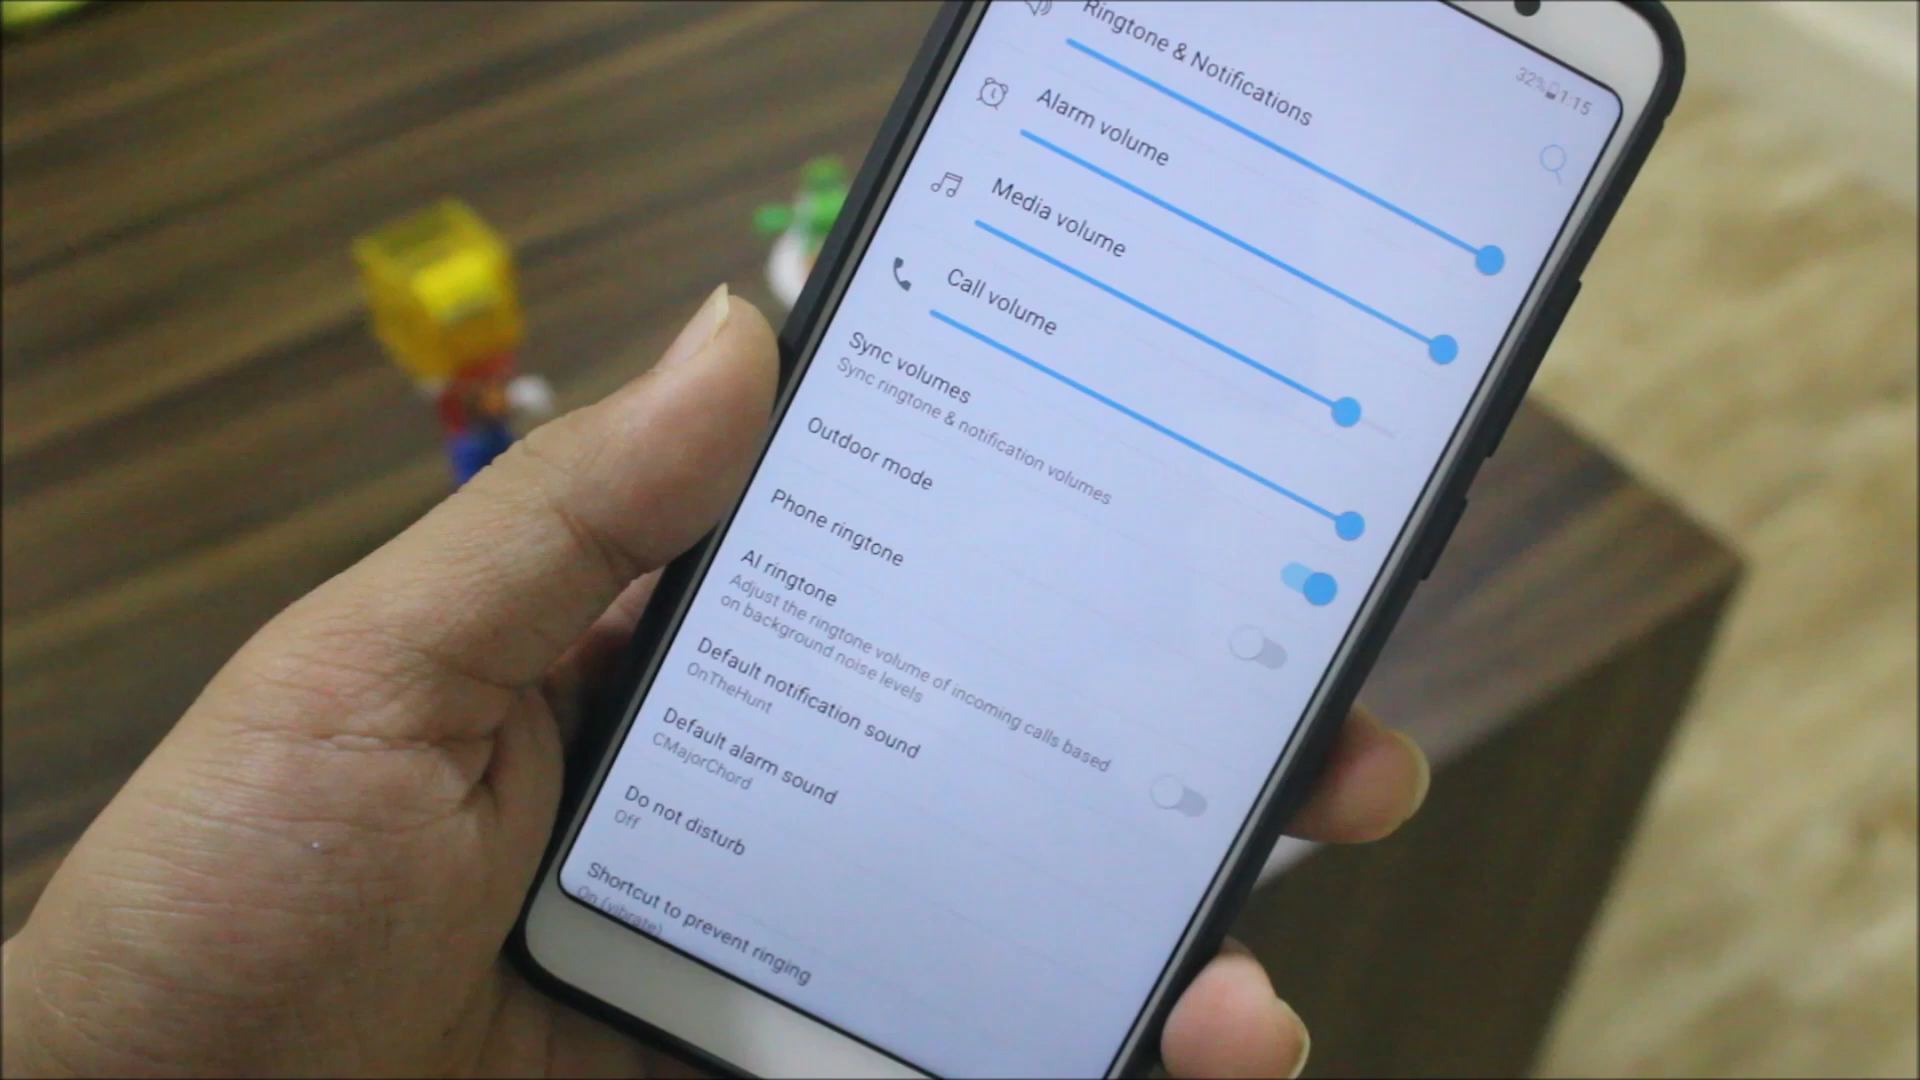 32% 1:15
Ringtone & Notifications
Alarm volume
Media volume
Call volume
Sync volumes
Sync ringtone & notification volumes
Outdoor mode
Phone ringtone
AI ringtone
Adjust the ringtone volume of incoming calls based
on background noise levels
Default notification sound
OnTheHunt
Default alarm sound
CMajorChord
Do not disturb
Off
Shortcut to prevent ringing
On (vibrate)